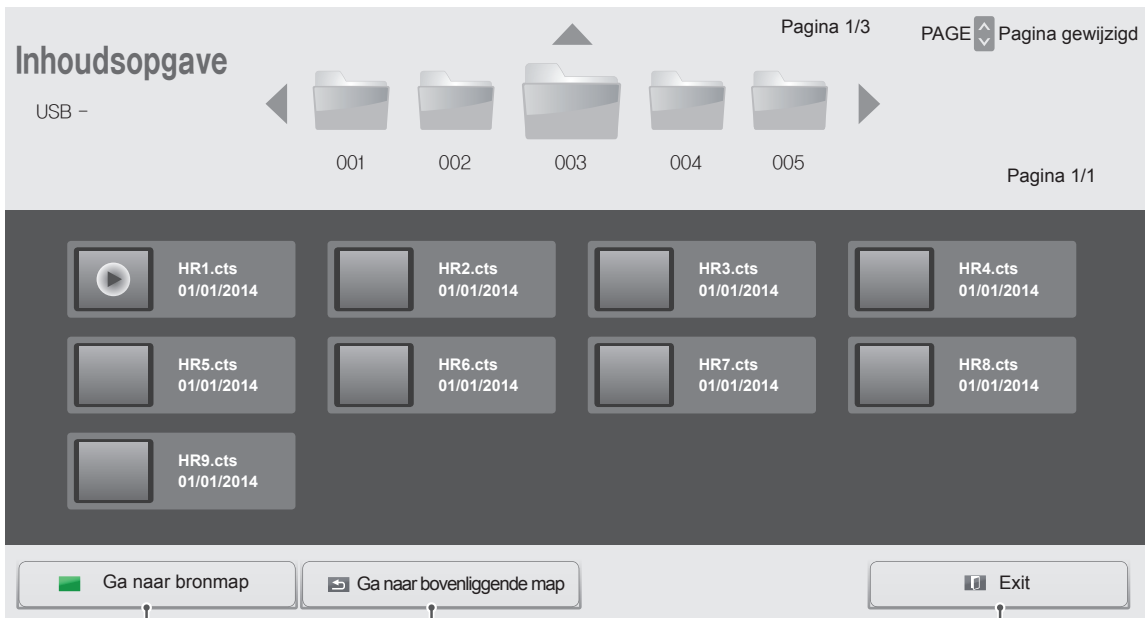 Pagina 1/3
PAGE Pagina gewijzigd
Inhoudsopgave
USB -
001 002 003 004 005
Pagina 1/1
HR1.cts
01/01/2014
HR2.cts
01/01/2014
HR3.cts
01/01/2014
HR4.cts
01/01/2014
HR5.cts
01/01/2014
HR6.cts
01/01/2014
HR7.cts
01/01/2014
HR8.cts
01/01/2014
HR9.cts
01/01/2014
Ga naar bronmap
Ga naar bovenliggende map
Exit